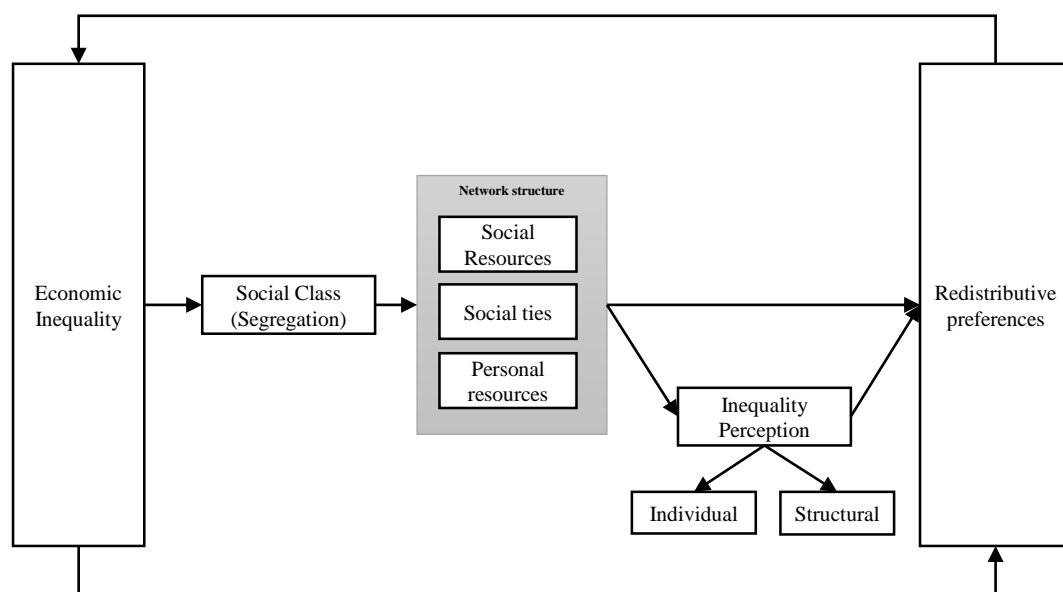 Network structure
Social
Resources
Economic
Inequality
Social Class
(Segregation)
Social ties
Redistributive
preferences
Personal
resources
Inequality
Perception
Individual
Structural